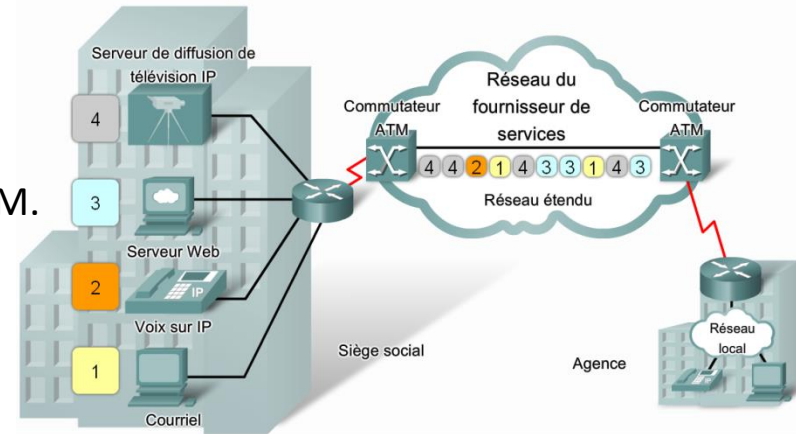 Serveur de diffusion de
télévision IP
4
M.
3
Serveur Web
2
IP
Voix sur IP
1
Courriel
Siège social
Réseau du
fournisseur de
services
Commutateur
ATM
Commutateur
ATM
4 4 2 1 4 3 3 1 4 3
Réseau étendu
Réseau
local
Agence